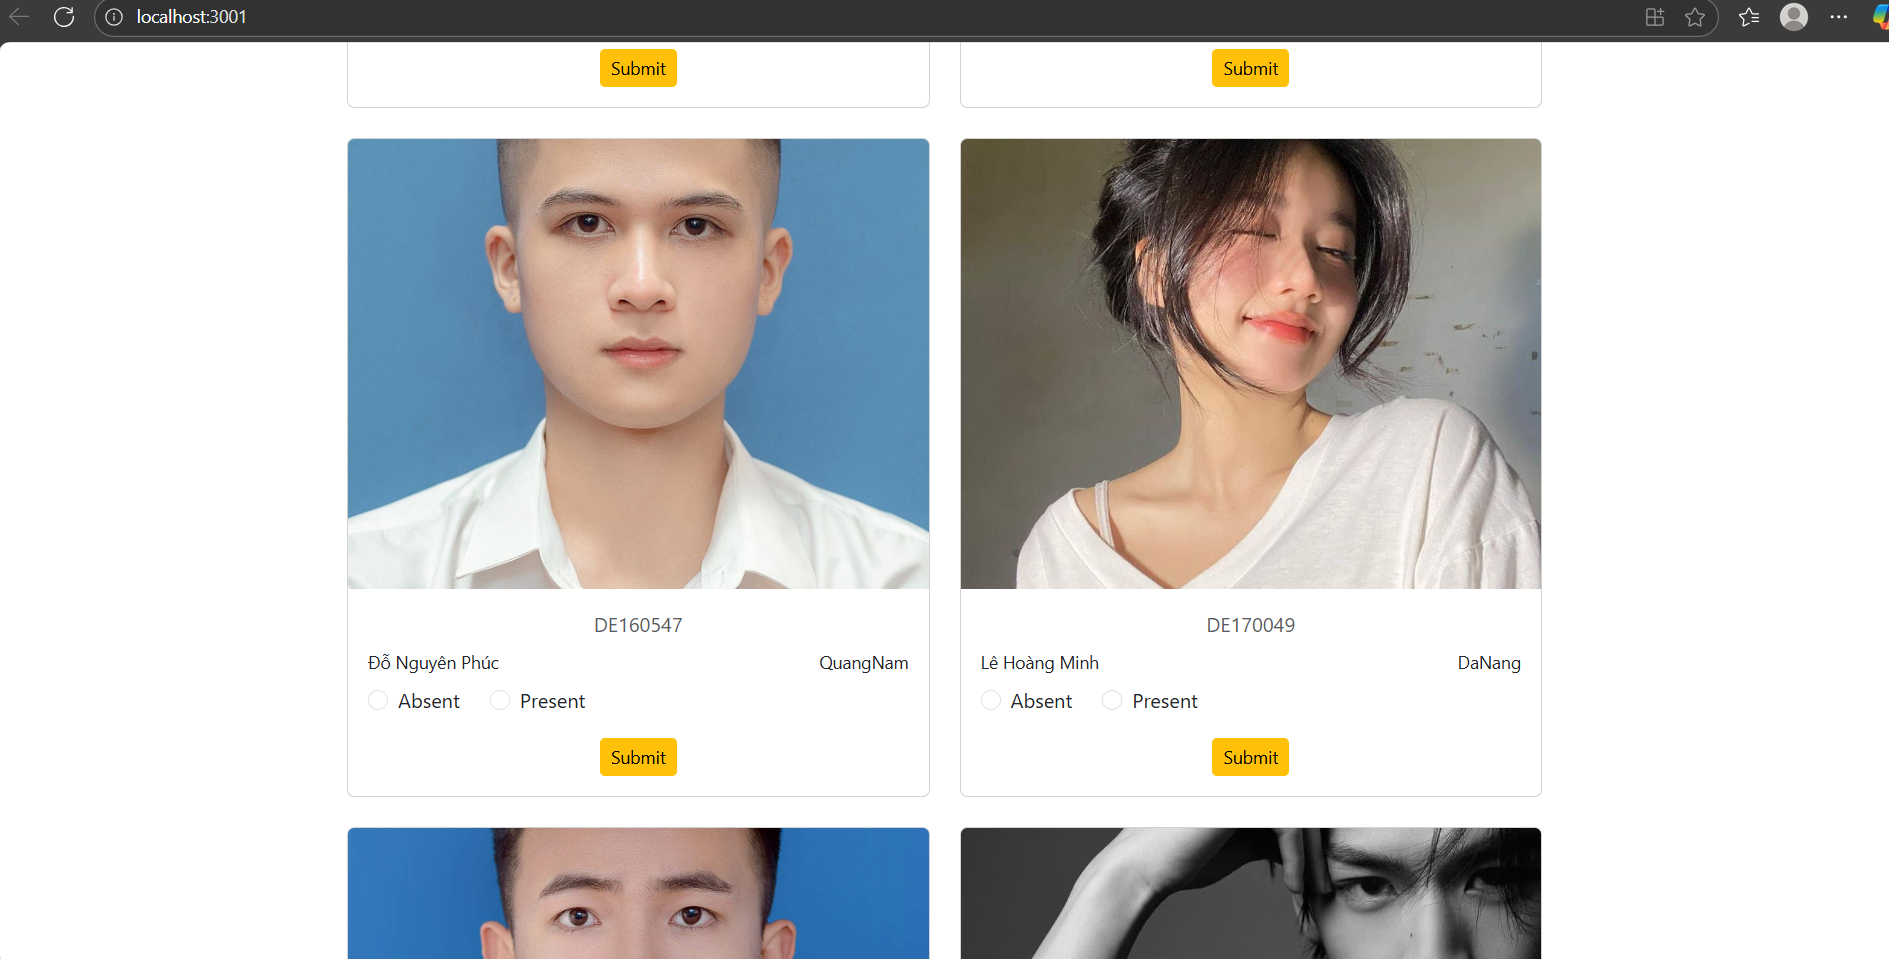 localhost:3001
Submit
Submit
DE160547
Đỗ Nguyên Phúc QuangNam
Absent Present
Submit
DE170049
Lê Hoàng Minh DaNang
Absent Present
Submit